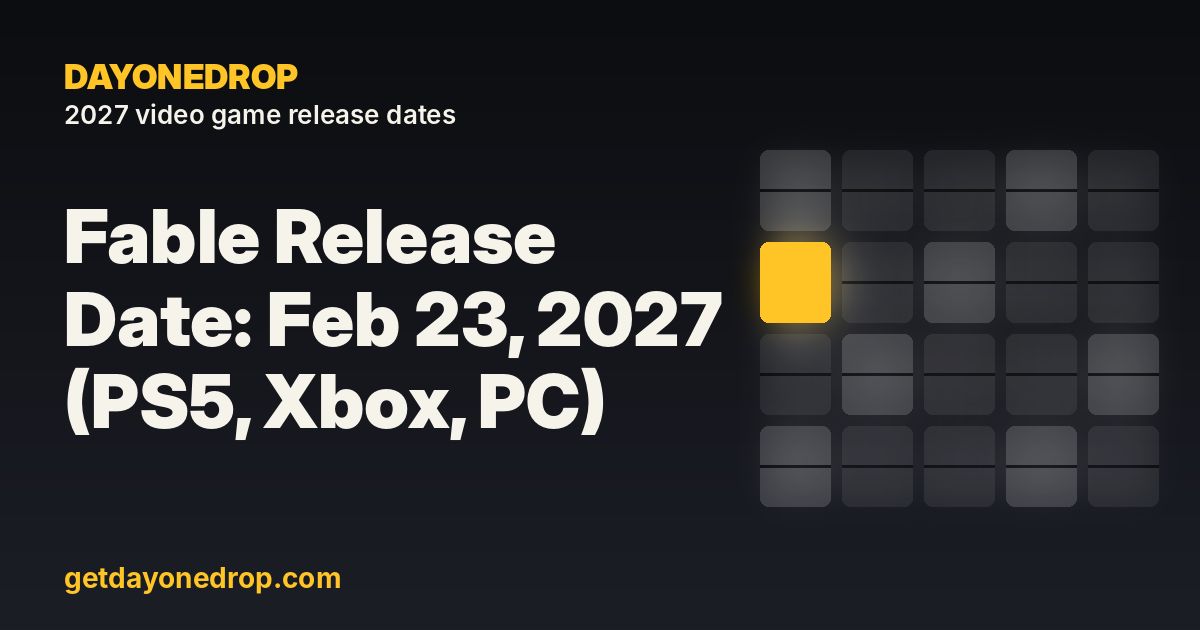 DAYONEDROP
2027 video game release dates
Fable Release
Date: Feb 23, 2027
(PS5, Xbox, PC)
getdayonedrop.com